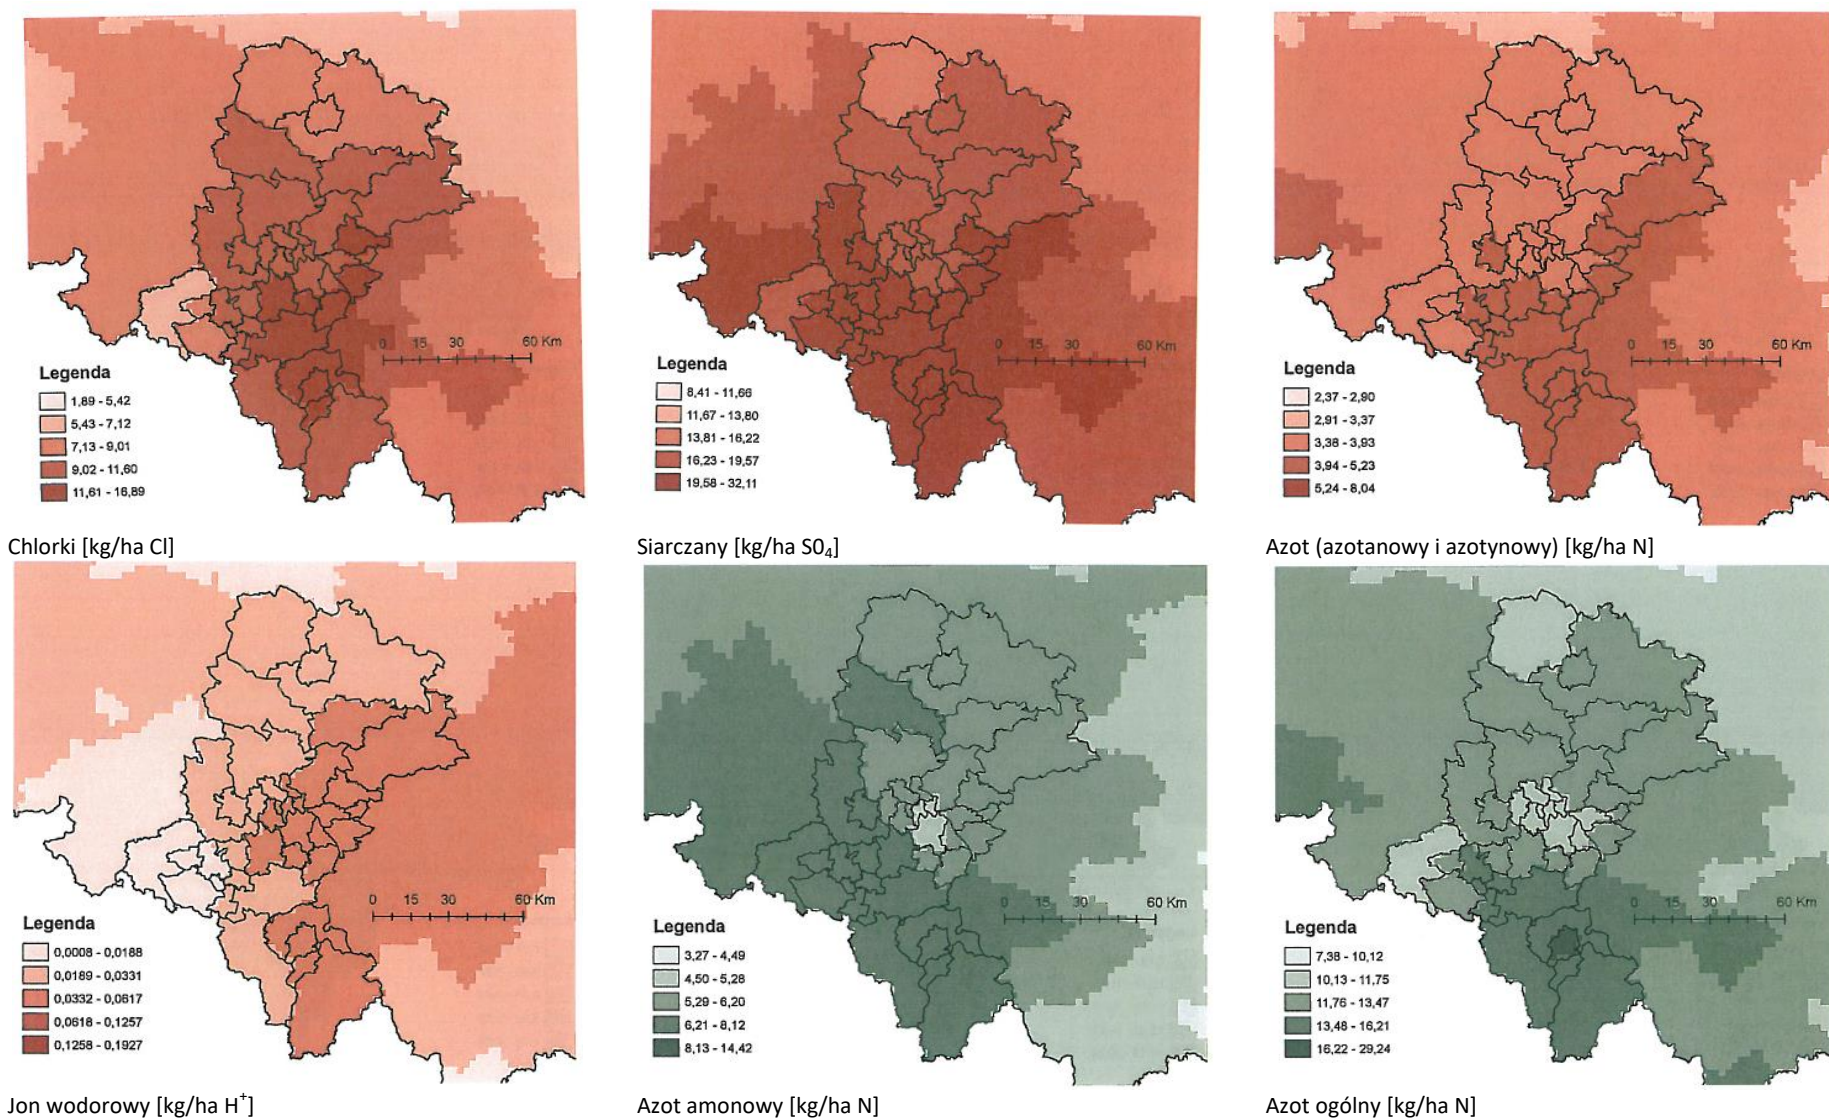 0 15 30 60 Km
Legenda
1,89 - 5,42
5,43 - 7,12
7,13 - 9,01
9,02 - 11,60
11,61 - 16,89
Chlorki [kg/ha Cl]
0 15 30 60 Km
Legenda
8,41 - 11,66
11,67 - 13,80
13,81 - 16,22
16,23 - 19,57
19,58 - 32,11
Siarczany [kg/ha S0₄]
0 15 30 60 Km
Legenda
2,37 - 2,90
2,91 - 3,37
3,38 - 3,93
3,94 - 5,23
5,24 - 8,04
Azot (azotanowy i azotynowy) [kg/ha N]
0 15 30 60 Km
Legenda
0,0008 - 0,0188
0,0189 - 0,0331
0,0332 - 0,0617
0,0618 - 0,1257
0,1258 - 0,1927
Jon wodorowy [kg/ha H⁺]
0 15 30 60 Km
Legenda
3,27 - 4,49
4,50 - 5,28
5,29 - 6,20
6,21 - 8,12
8,13 - 14,42
Azot amonowy [kg/ha N]
0 15 30 60 Km
Legenda
7,38 - 10,12
10,13 - 11,75
11,76 - 13,47
13,48 - 16,21
16,22 - 29,24
Azot ogólny [kg/ha N]